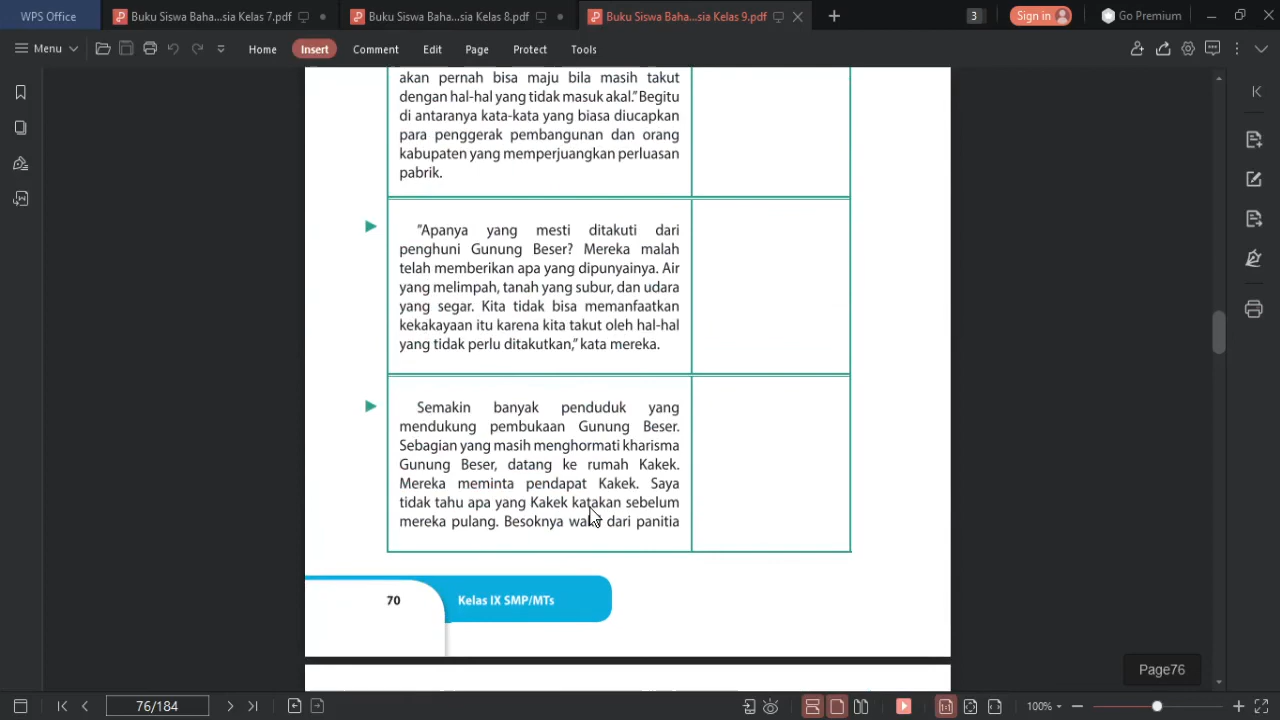 WPS Office
Buku Siswa Baha...sia Kelas 7.pdf
Buku Siswa Baha...sia Kelas 8.pdf
Buku Siswa Baha...sia Kelas 9.pdf
3
Sign in
Go Premium
Menu
Home
Insert
Comment
Edit
Page
Protect
Tools
akan pernah bisa maju bila masih takut
dengan hal-hal yang tidak masuk akal.” Begitu
di antaranya kata-kata yang biasa diucapkan
para penggerak pembangunan dan orang
kabupaten yang memperjuangkan perluasan
pabrik.
”Apanya yang mesti ditakuti dari
penghuni Gunung Beser? Mereka malah
telah memberikan apa yang dipunyainya. Air
yang melimpah, tanah yang subur, dan udara
yang segar. Kita tidak bisa memanfaatkan
kekakayaan itu karena kita takut oleh hal-hal
yang tidak perlu ditakutkan,” kata mereka.
Semakin banyak penduduk yang
mendukung pembukaan Gunung Beser.
Sebagian yang masih menghormati kharisma
Gunung Beser, datang ke rumah Kakek.
Mereka meminta pendapat Kakek. Saya
tidak tahu apa yang Kakek katakan sebelum
mereka pulang. Besoknya wakil dari panitia
70
Kelas IX SMP/MTs
Page76
76/184
100%